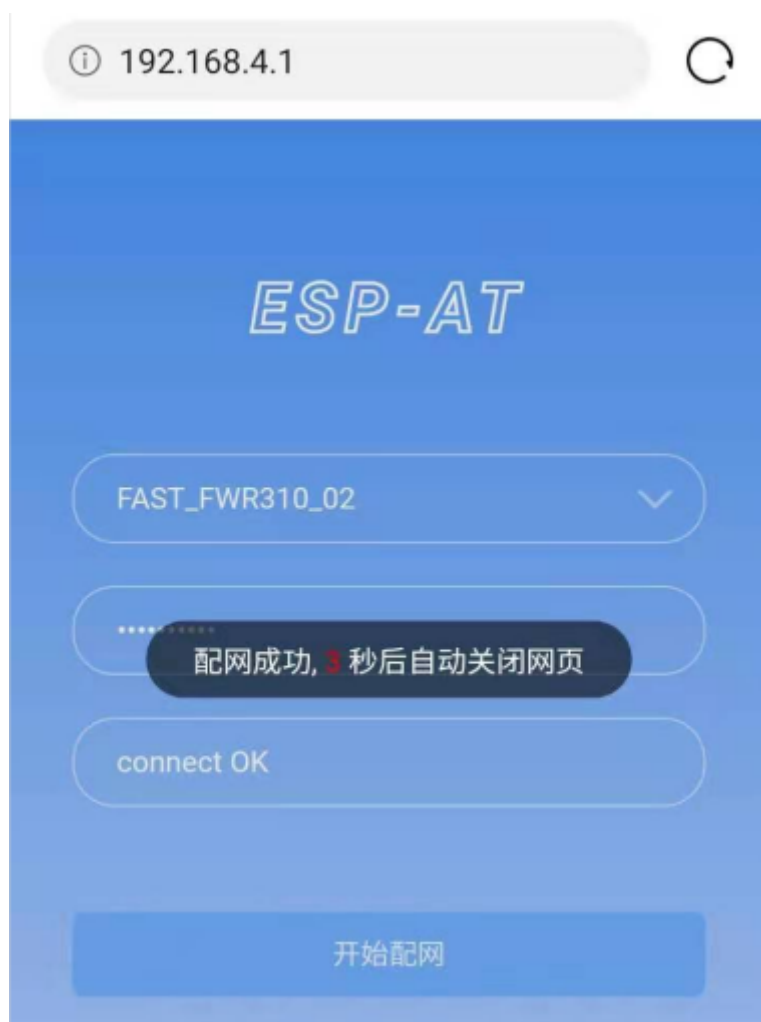 192.168.4.1
ESP-AT
FAST_FWR310_02
••••••••••
配网成功, 3 秒后自动关闭网页
connect OK
开始配网